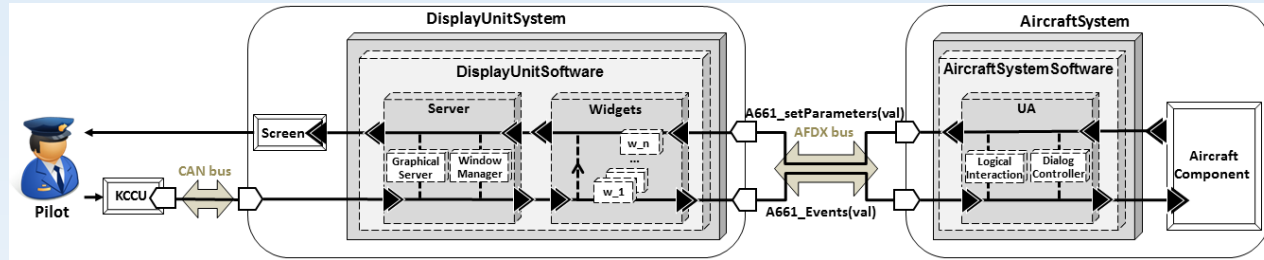 DisplayUnitSystem
AircraftSystem
DisplayUnitSoftware
AircraftSystemSoftware
Server
Widgets
UA
A661_setParameters(val)
AFDX bus
Screen
w_n
...
w_1
Graphical
Server
Window
Manager
Logical
Interaction
Dialog
Controller
Aircraft
Component
CAN bus
KCCU
Pilot
A661_Events(val)